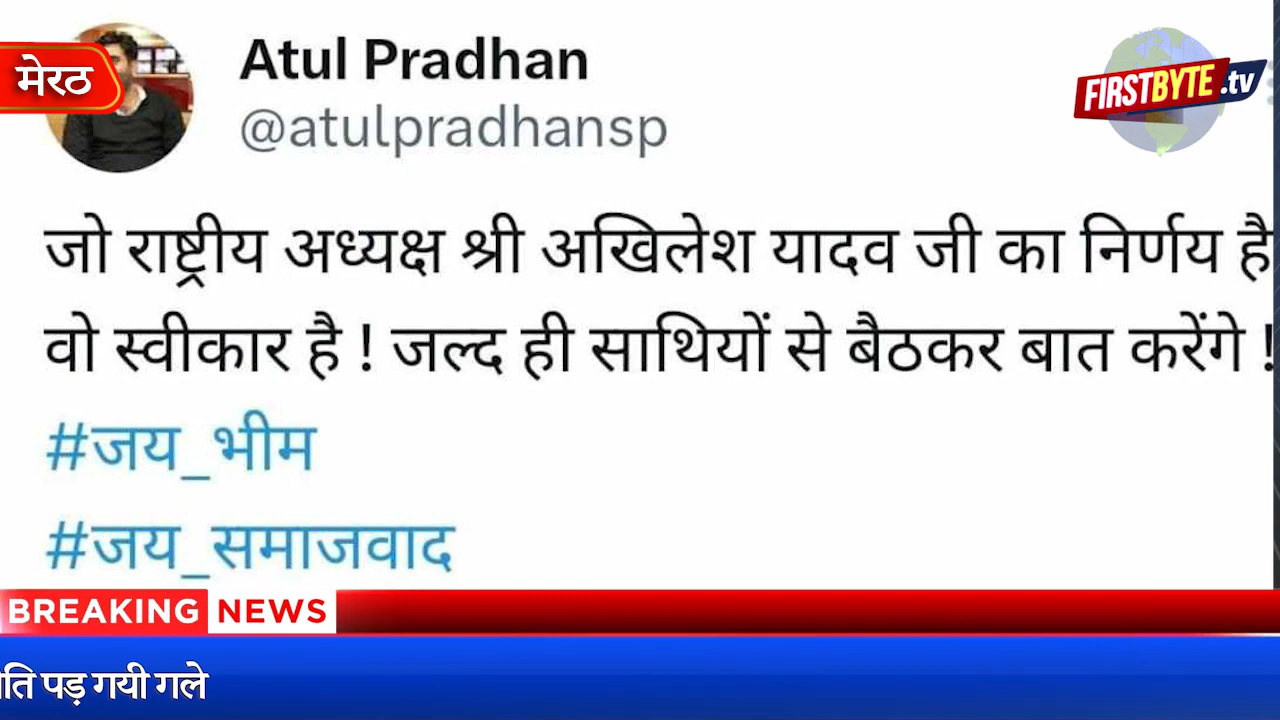 मेरठ
Atul Pradhan
@atulpradhansp
FIRSTBYTE.tv
जो राष्ट्रीय अध्यक्ष श्री अखिलेश यादव जी का निर्णय है
वो स्वीकार है ! जल्द ही साथियों से बैठकर बात करेंगे !
#जय_भीम
#जय_समाजवाद
BREAKING NEWS
पड़ गयी गले